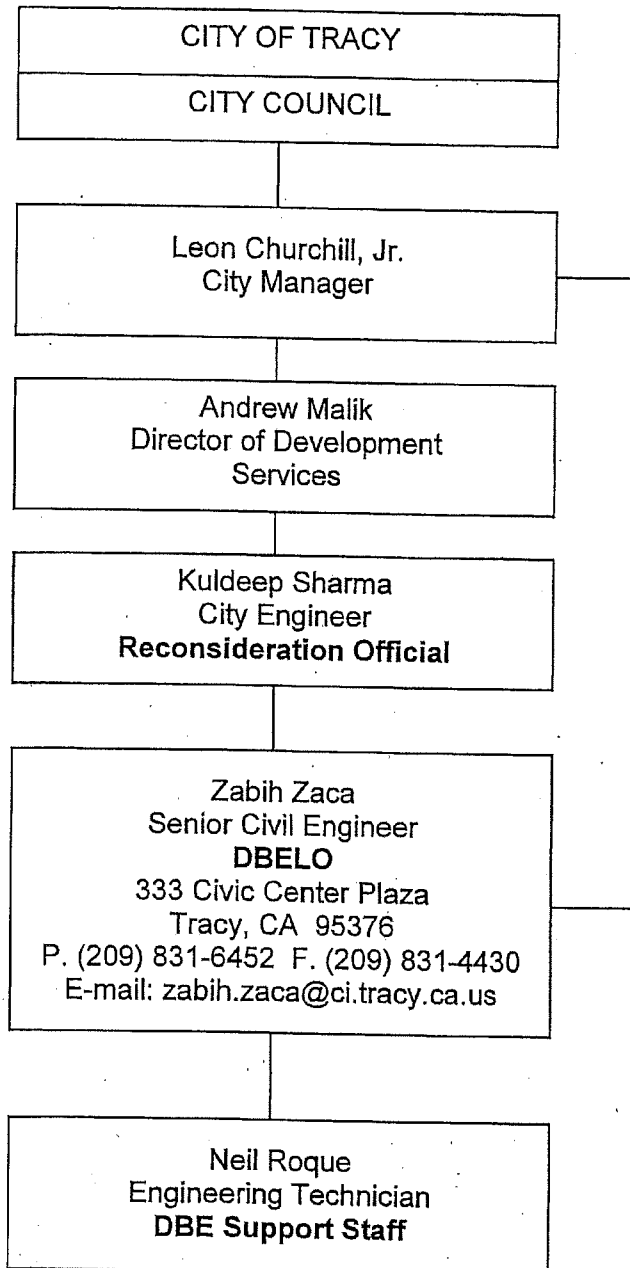 CITY OF TRACY
CITY COUNCIL
Leon Churchill, Jr.
City Manager
Andrew Malik
Director of Development
Services
Kuldeep Sharma
City Engineer
Reconsideration Official
Zabih Zaca
Senior Civil Engineer
DBELO
333 Civic Center Plaza
Tracy, CA 95376
P. (209) 831-6452 F. (209) 831-4430
E-mail: zabih.zaca@ci.tracy.ca.us
Neil Roque
Engineering Technician
DBE Support Staff